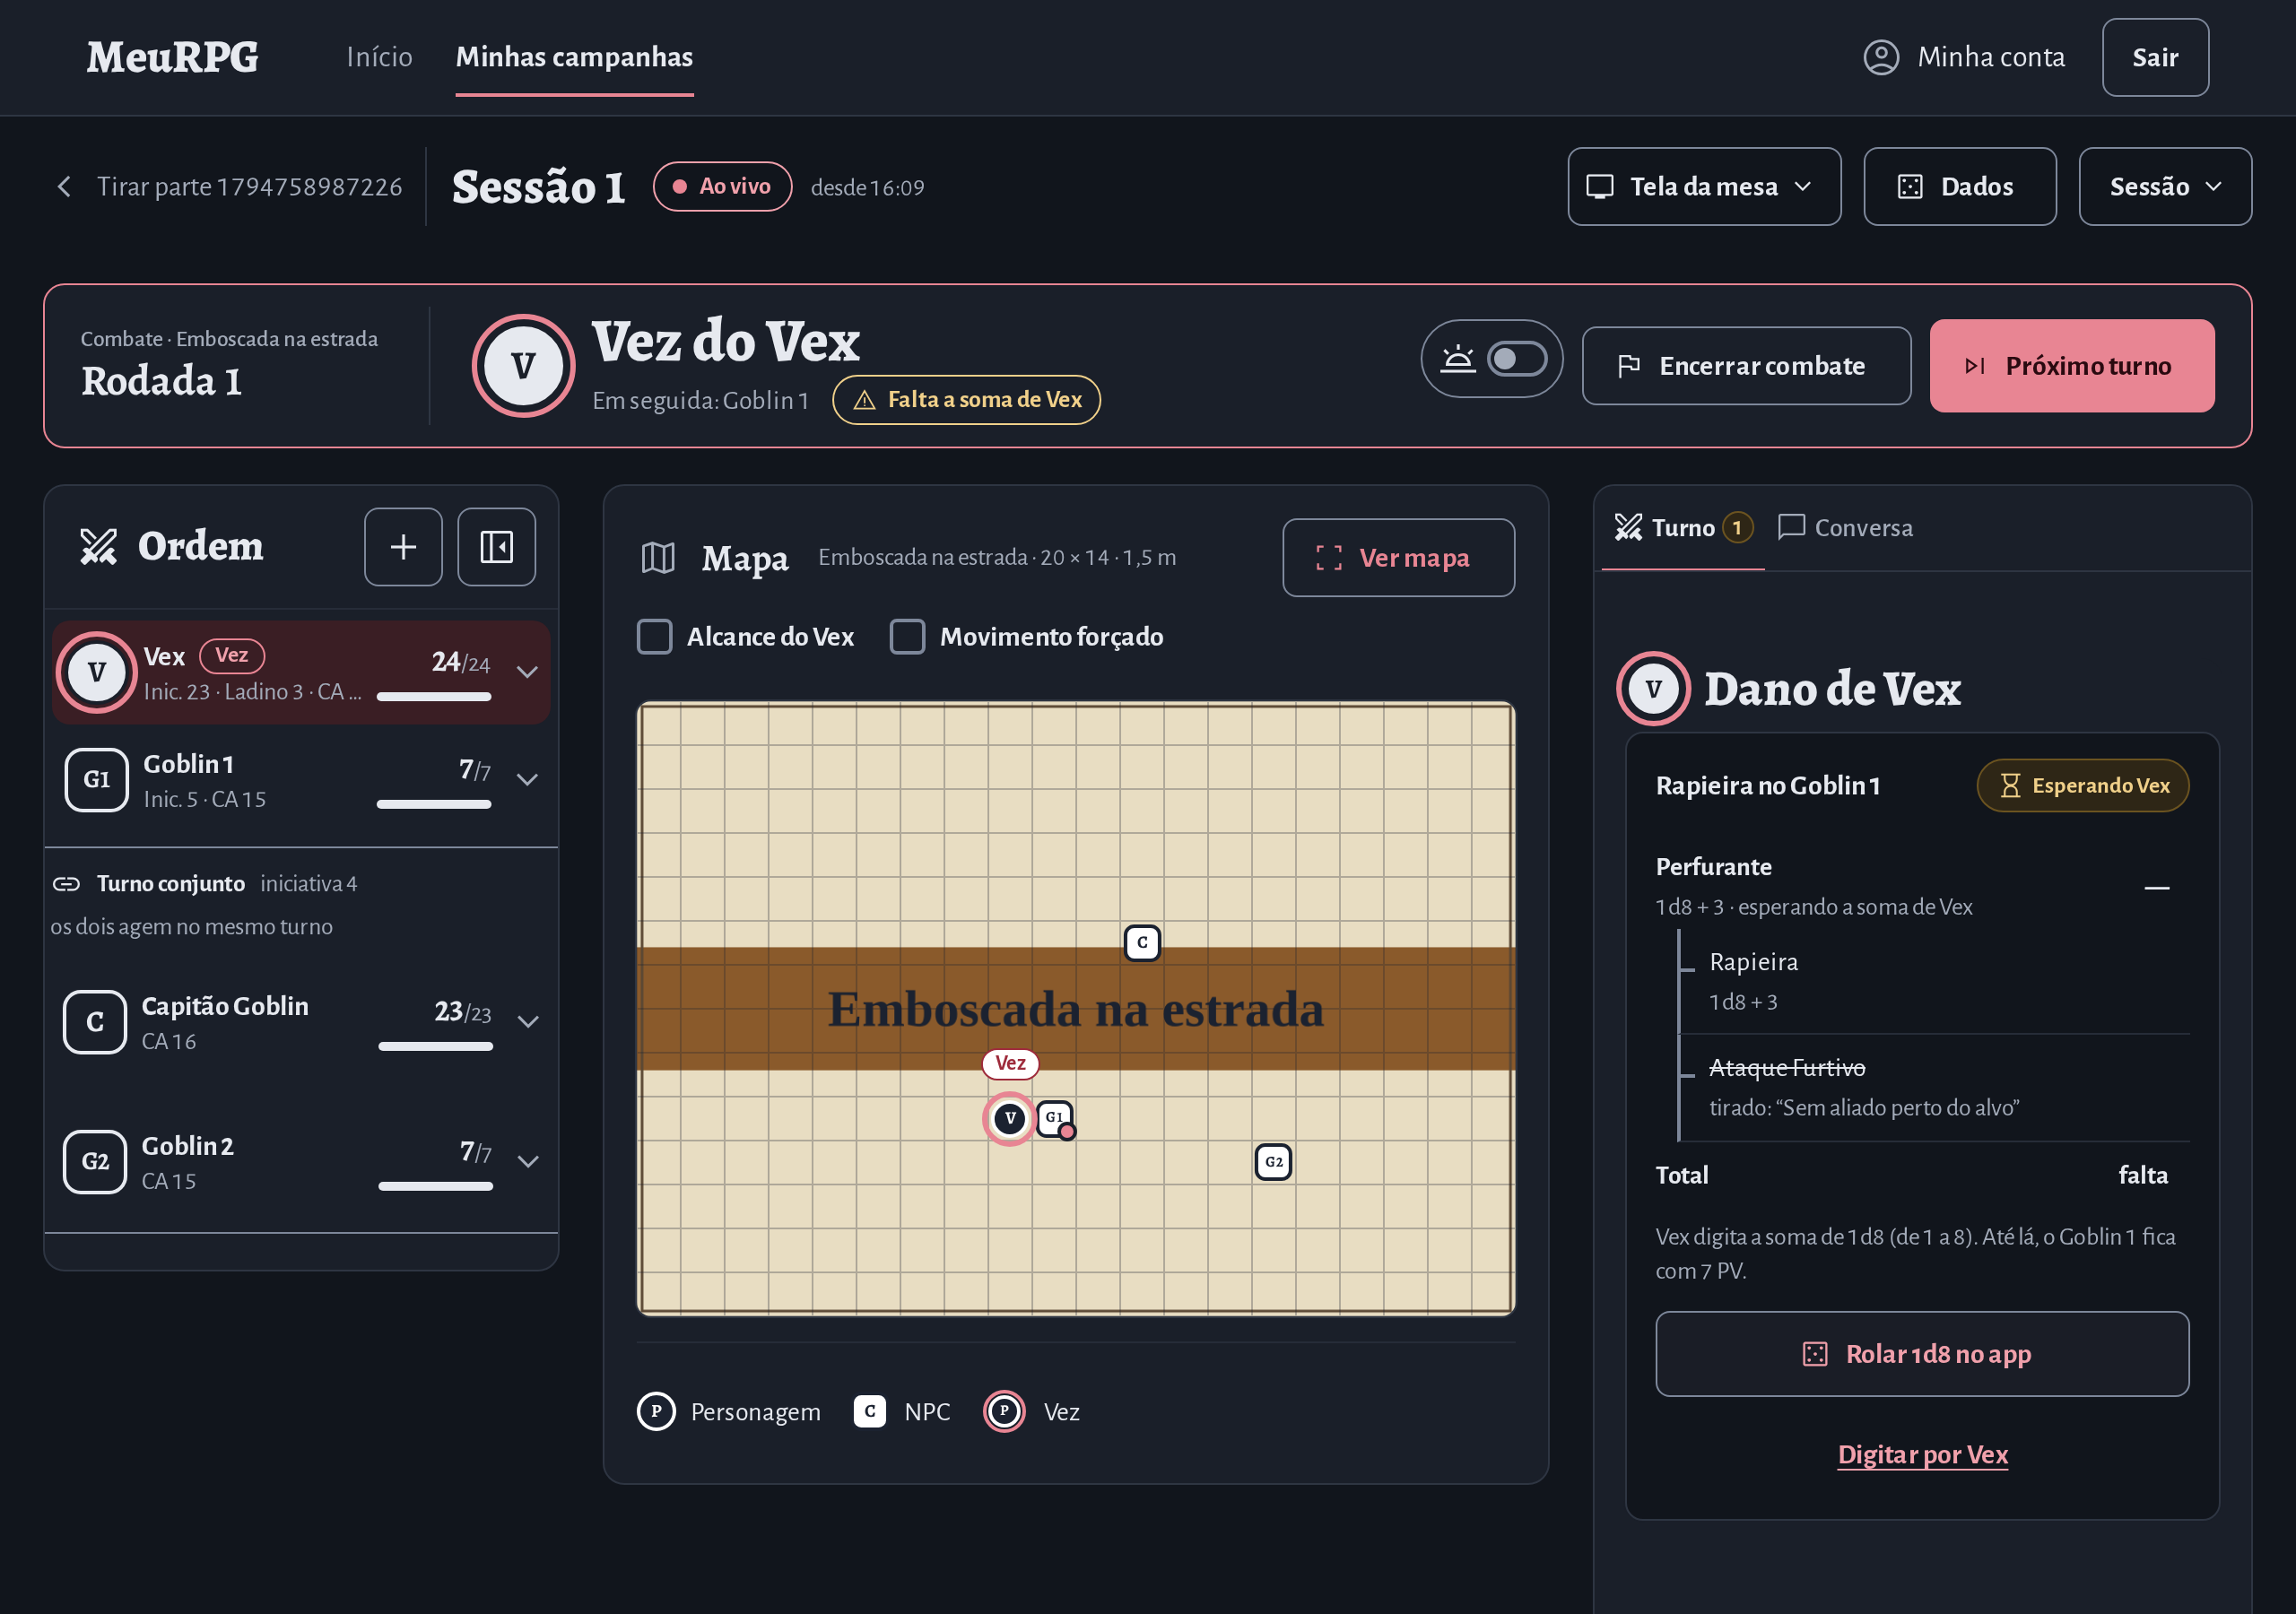 MeuRPG
Início
Minhas campanhas
Minha conta
Sair
Tirar parte 1794758987226
Sessão 1
Ao vivo
desde 16:09
Tela da mesa
Dados
Sessão
Combate · Emboscada na estrada
Rodada 1
V
Vez do Vex
Em seguida: Goblin 1
Falta a soma de Vex
Encerrar combate
Próximo turno
Ordem
V
Vex
Vez
24/24
Inic. 23 · Ladino 3 · CA ...
G1
Goblin 1
7/7
Inic. 5 · CA 15
Turno conjunto
iniciativa 4
os dois agem no mesmo turno
C
Capitão Goblin
23/23
CA 16
G2
Goblin 2
7/7
CA 15
Mapa
Emboscada na estrada · 20 × 14 · 1,5 m
Ver mapa
Alcance do Vex
Movimento forçado
C
Emboscada na estrada
Vez
V
G1
G2
P
Personagem
C
NPC
P
Vez
Turno
1
Conversa
V
Dano de Vex
Rapieira no Goblin 1
Esperando Vex
Perfurante
—
1d8 + 3 · esperando a soma de Vex
Rapieira
1d8 + 3
Ataque Furtivo
tirado: “Sem aliado perto do alvo”
Total
falta
Vex digita a soma de 1d8 (de 1 a 8). Até lá, o Goblin 1 fica
com 7 PV.
Rolar 1d8 no app
Digitar por Vex